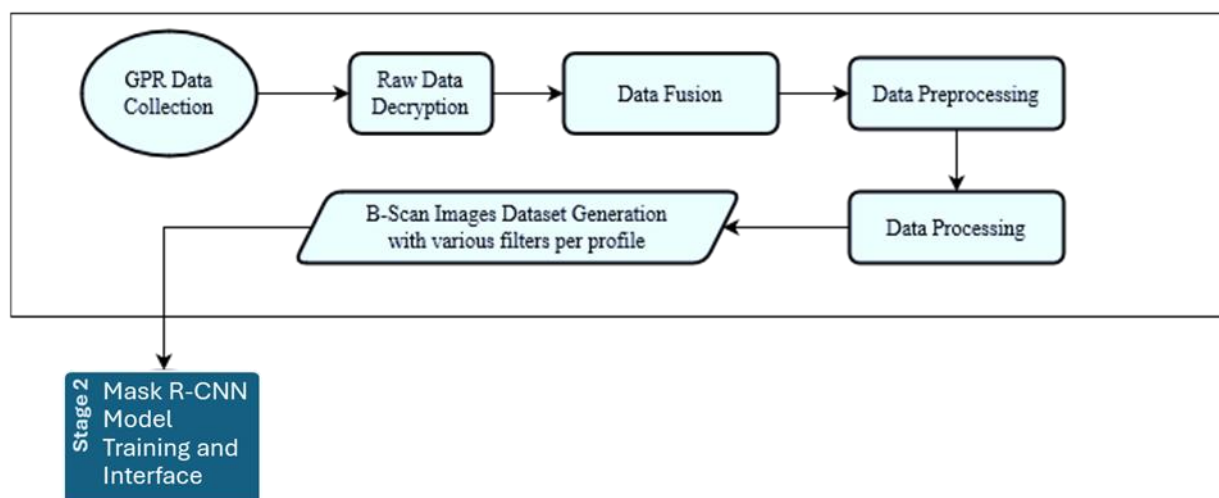 GPR Data
Collection
Raw Data
Decryption
Data Fusion
Data Preprocessing
Data Processing
B-Scan Images Dataset Generation
with various filters per profile
Stage 2
Mask R-CNN
Model
Training and
Interface